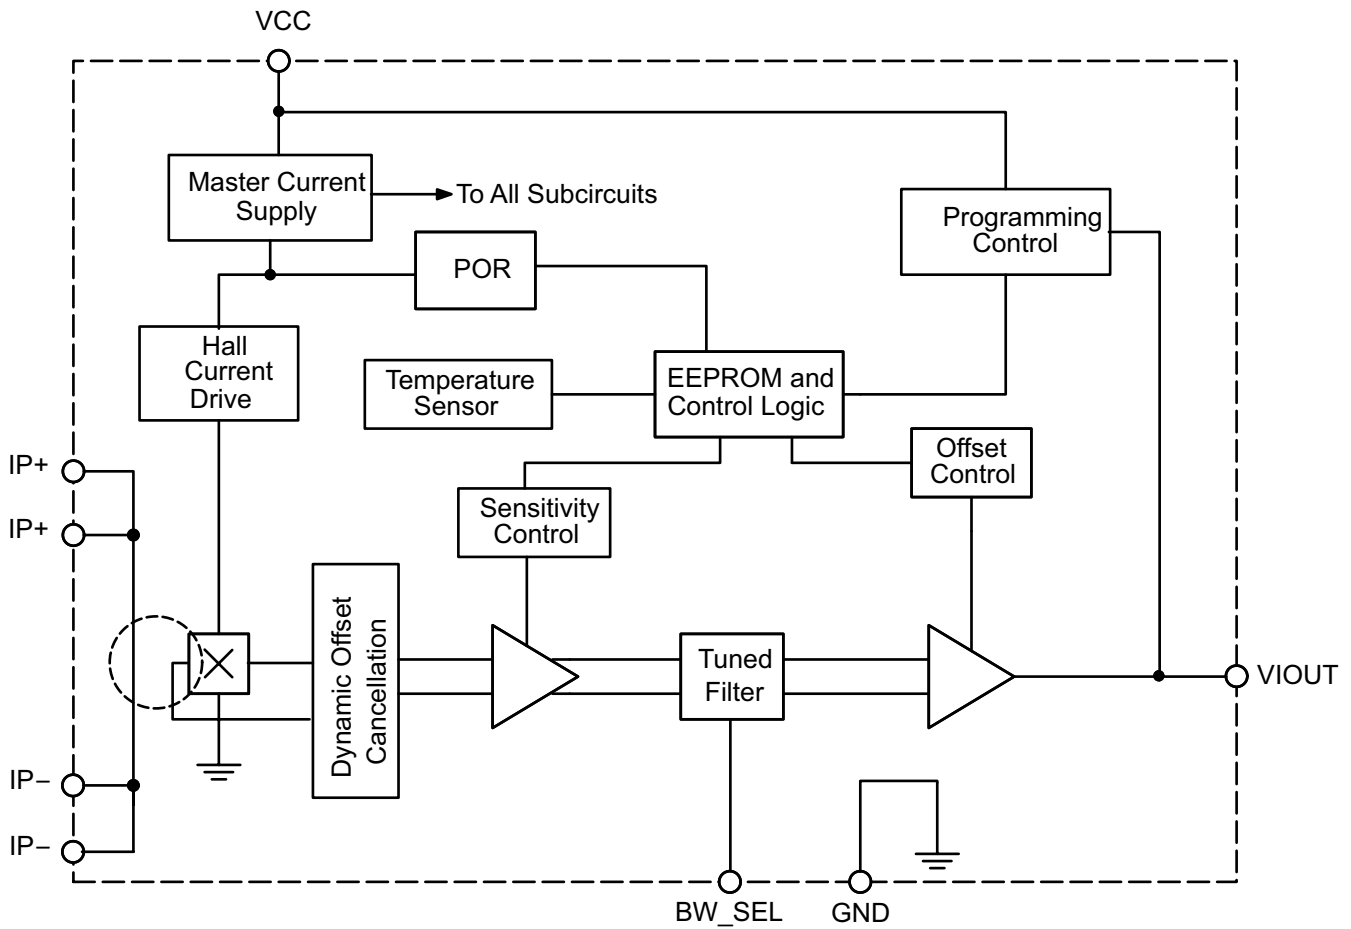 VCC
Master Current
Supply
To All Subcircuits
Programming
Control
POR
Hall
Current
Drive
Temperature
Sensor
EEPROM and
Control Logic
Offset
Control
IP+
IP+
Sensitivity
Control
Dynamic Offset
Cancellation
Tuned
Filter
VIOUT
IP−
IP−
BW_SEL
GND